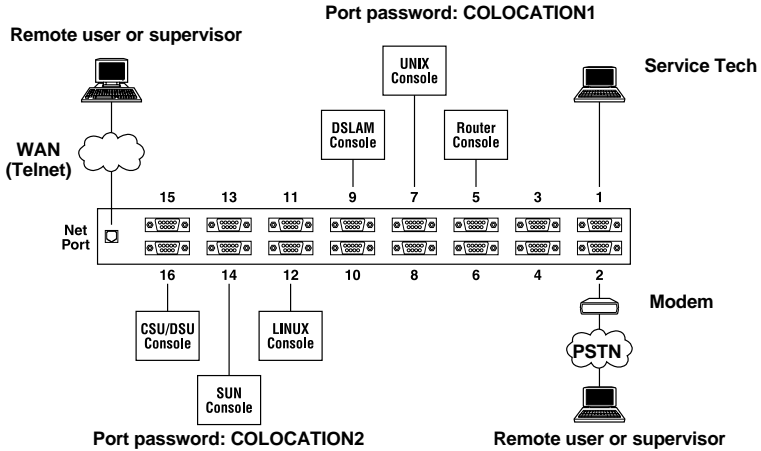 Port password: COLOCATION1
Remote user or supervisor
UNIX
Console
Service Tech
DSLAM
Console
Router
Console
WAN
(Telnet)
15 13 11 9 7 5 3 1
Net
Port
16 14 12 10 8 6 4 2
CSU/DSU
Console
LINUX
Console
Modem
PSTN
SUN
Console
Port password: COLOCATION2
Remote user or supervisor